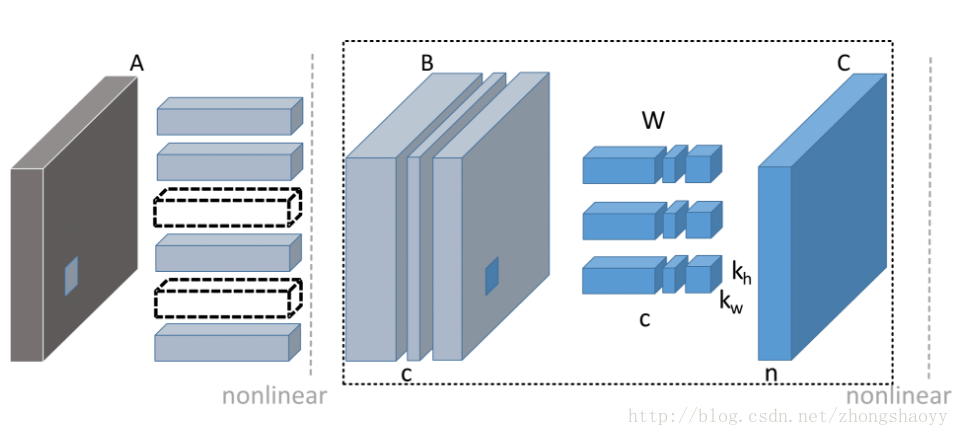 A
B
C
W
k_h
k_w
c
c
n
nonlinear
nonlinear
http://blog.csdn.net/zhongshaoyy